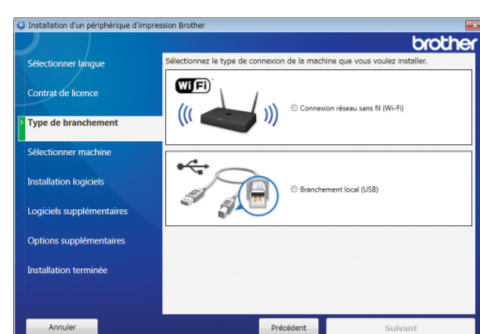 Installation d'un périphérique d'impression Brother
brother
Sélectionner langue
Contrat de licence
Type de branchement
Sélectionner machine
Installation logiciels
Logiciels supplémentaires
Options supplémentaires
Installation terminée
Sélectionnez le type de connexion de la machine que vous voulez installer.
Wi Fi
Connexion réseau sans fil (Wi-Fi)
Branchement local (USB)
Annuler
Précédent
Suivant